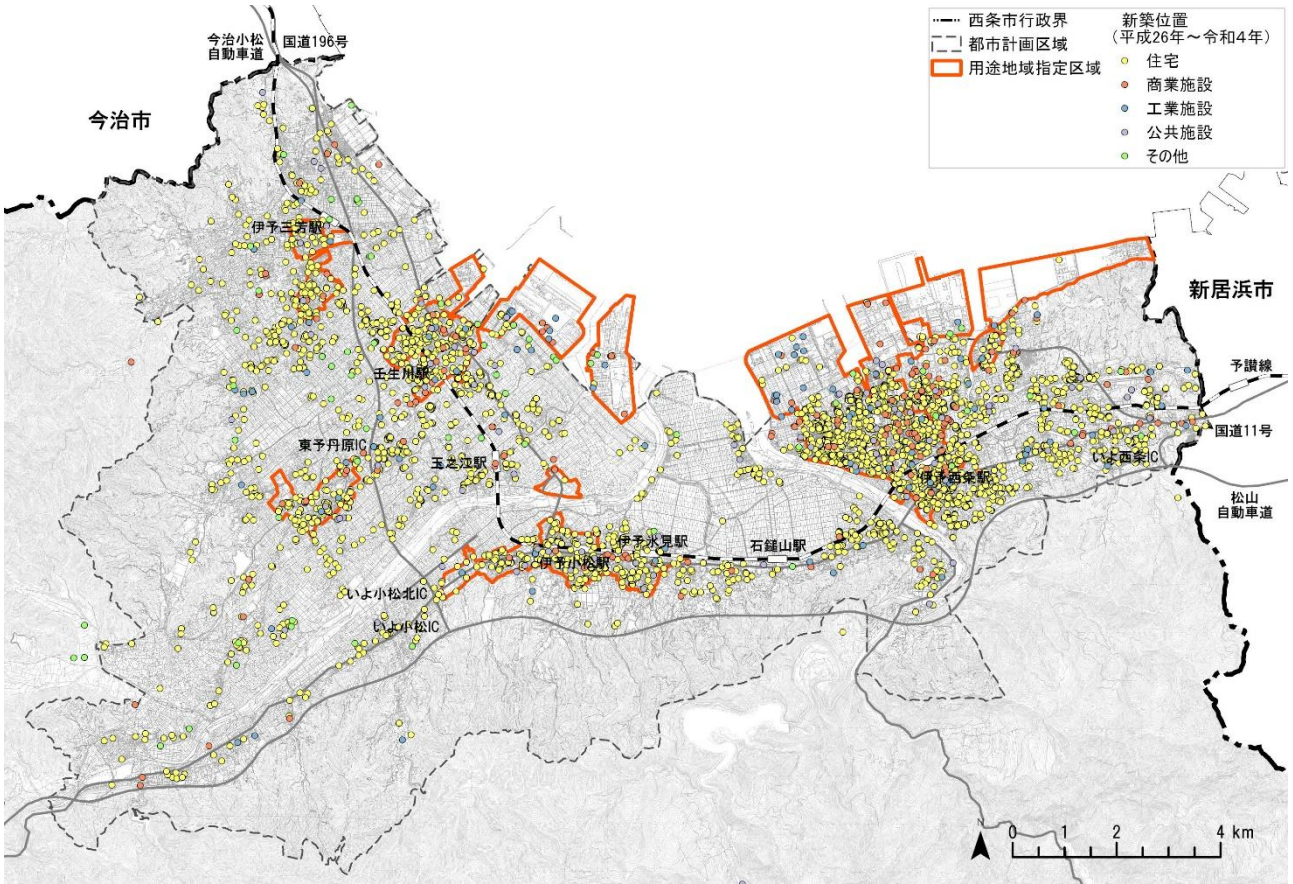 西条市行政界
都市計画区域
用途地域指定区域
新築位置
(平成26年~令和4年)
住宅
商業施設
工業施設
公共施設
その他
今治小松
自動車道
国道196号
今治市
伊予三芳駅
壬生川駅
新居浜市
予讃線
国道11号
いよ西条IC
松山
自動車道
東予丹原IC
玉之江駅
伊予西条駅
伊予氷見駅
石鎚山駅
伊予小松駅
いよ小松北IC
いよ小松IC
0 1 2 4 km